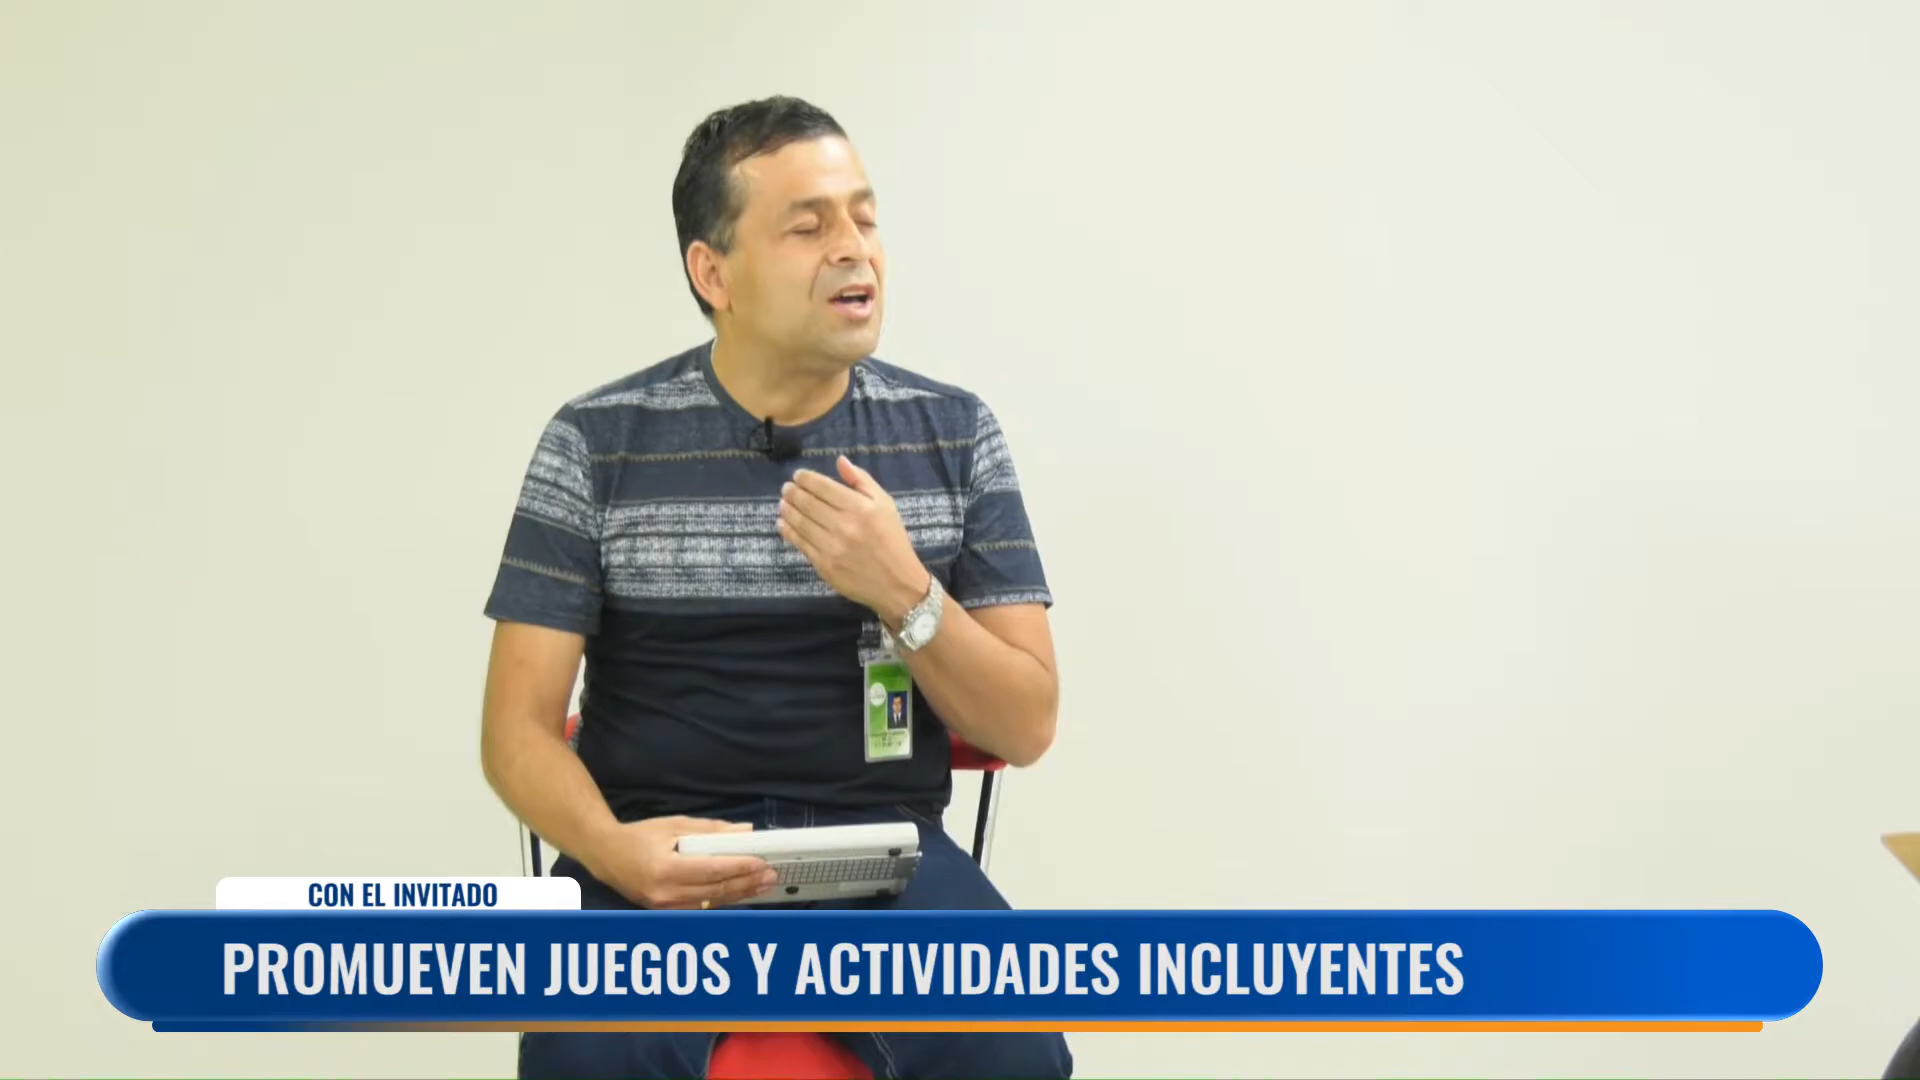 CON EL INVITADO
PROMUEVEN JUEGOS Y ACTIVIDADES INCLUYENTES